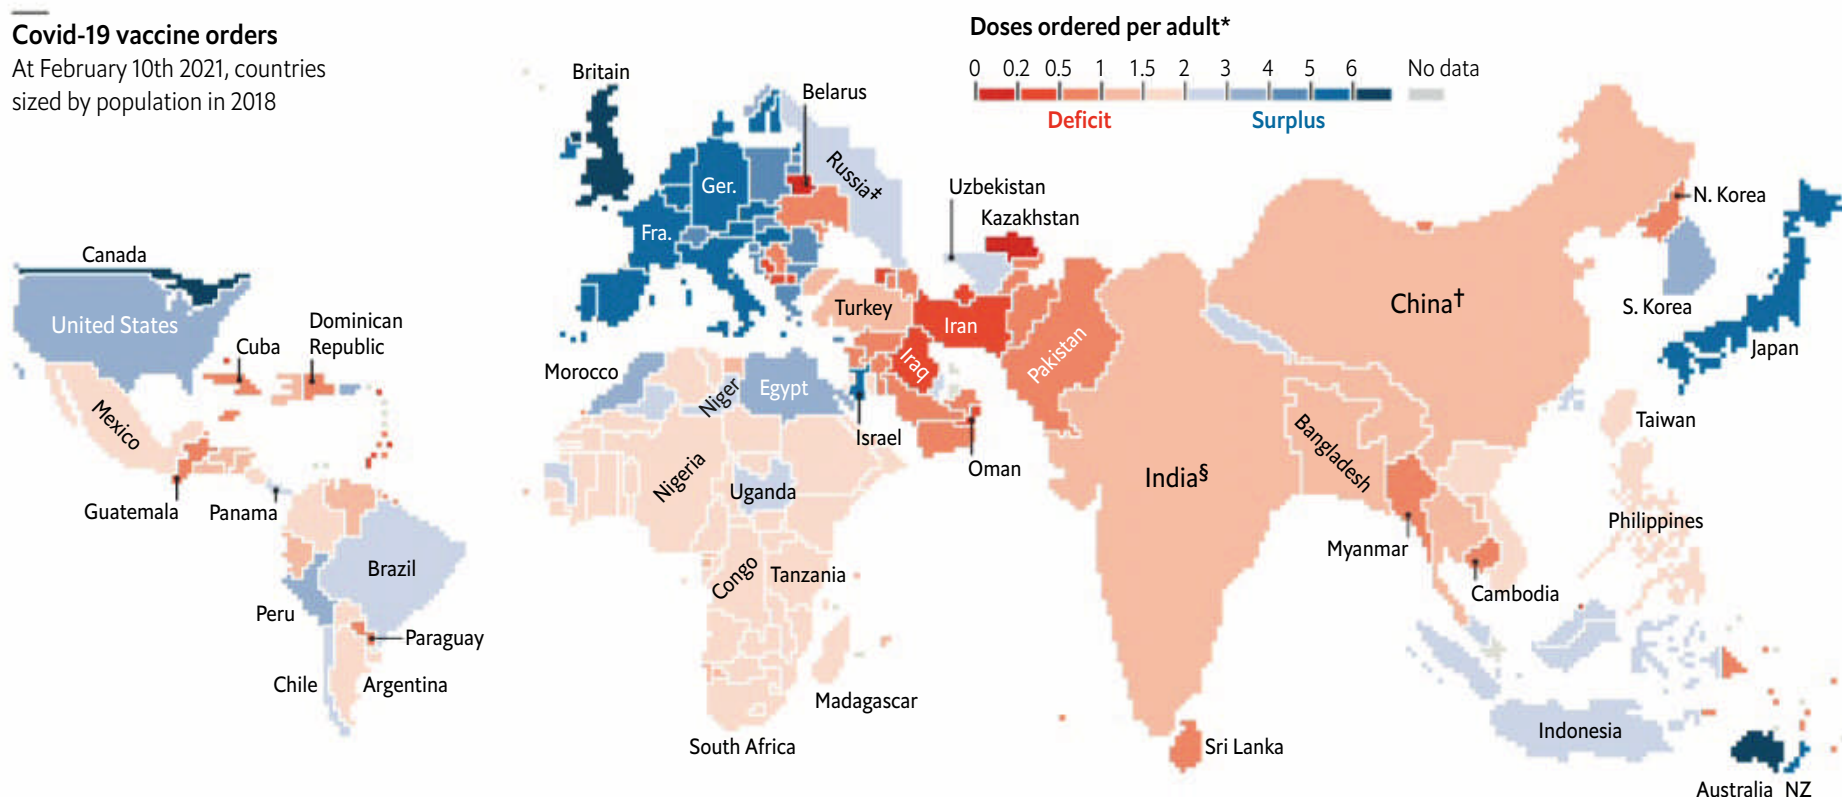 Covid-19 vaccine orders
At February 10th 2021, countries
sized by population in 2018
Doses ordered per adult*
0 0.2 0.5 1 1.5 2 3 4 5 6 No data
Deficit Surplus
Britain
Belarus
Russia‡
Ger.
Fra.
Uzbekistan
Kazakhstan
N. Korea
S. Korea
Japan
Canada
United States
Cuba
Dominican
Republic
Mexico
Guatemala
Panama
Brazil
Peru
Paraguay
Chile
Argentina
Turkey
Iran
Iraq
Pakistan
Morocco
Niger
Egypt
Israel
Oman
Nigeria
Uganda
Congo
Tanzania
Madagascar
South Africa
China†
India§
Bangladesh
Taiwan
Philippines
Myanmar
Cambodia
Sri Lanka
Indonesia
Australia
NZ